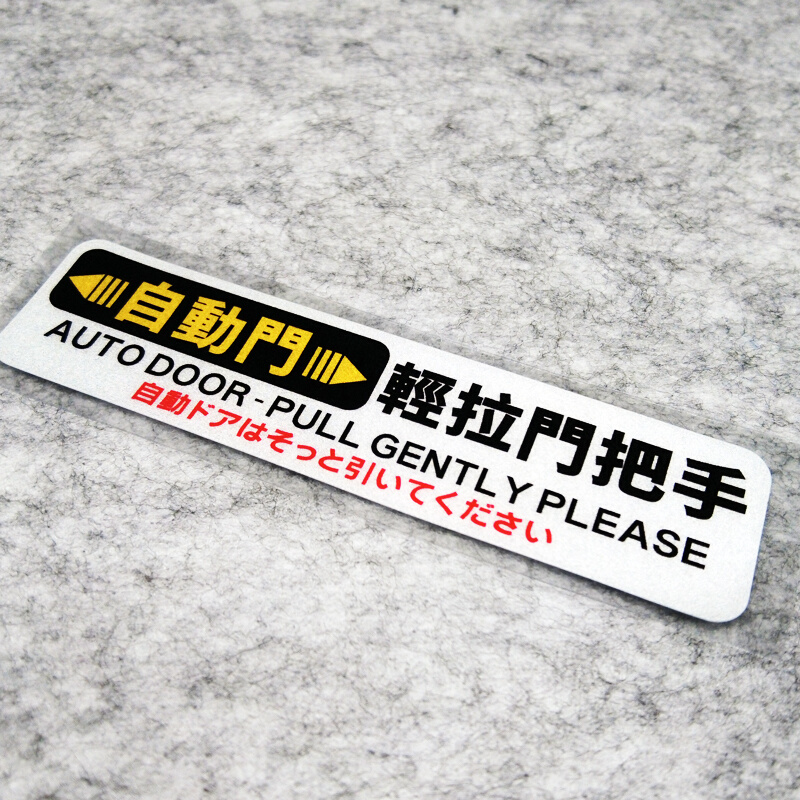 自動門 輕拉門把手
AUTO DOOR - PULL GENTLY PLEASE
自動ドアはそっと引いてください